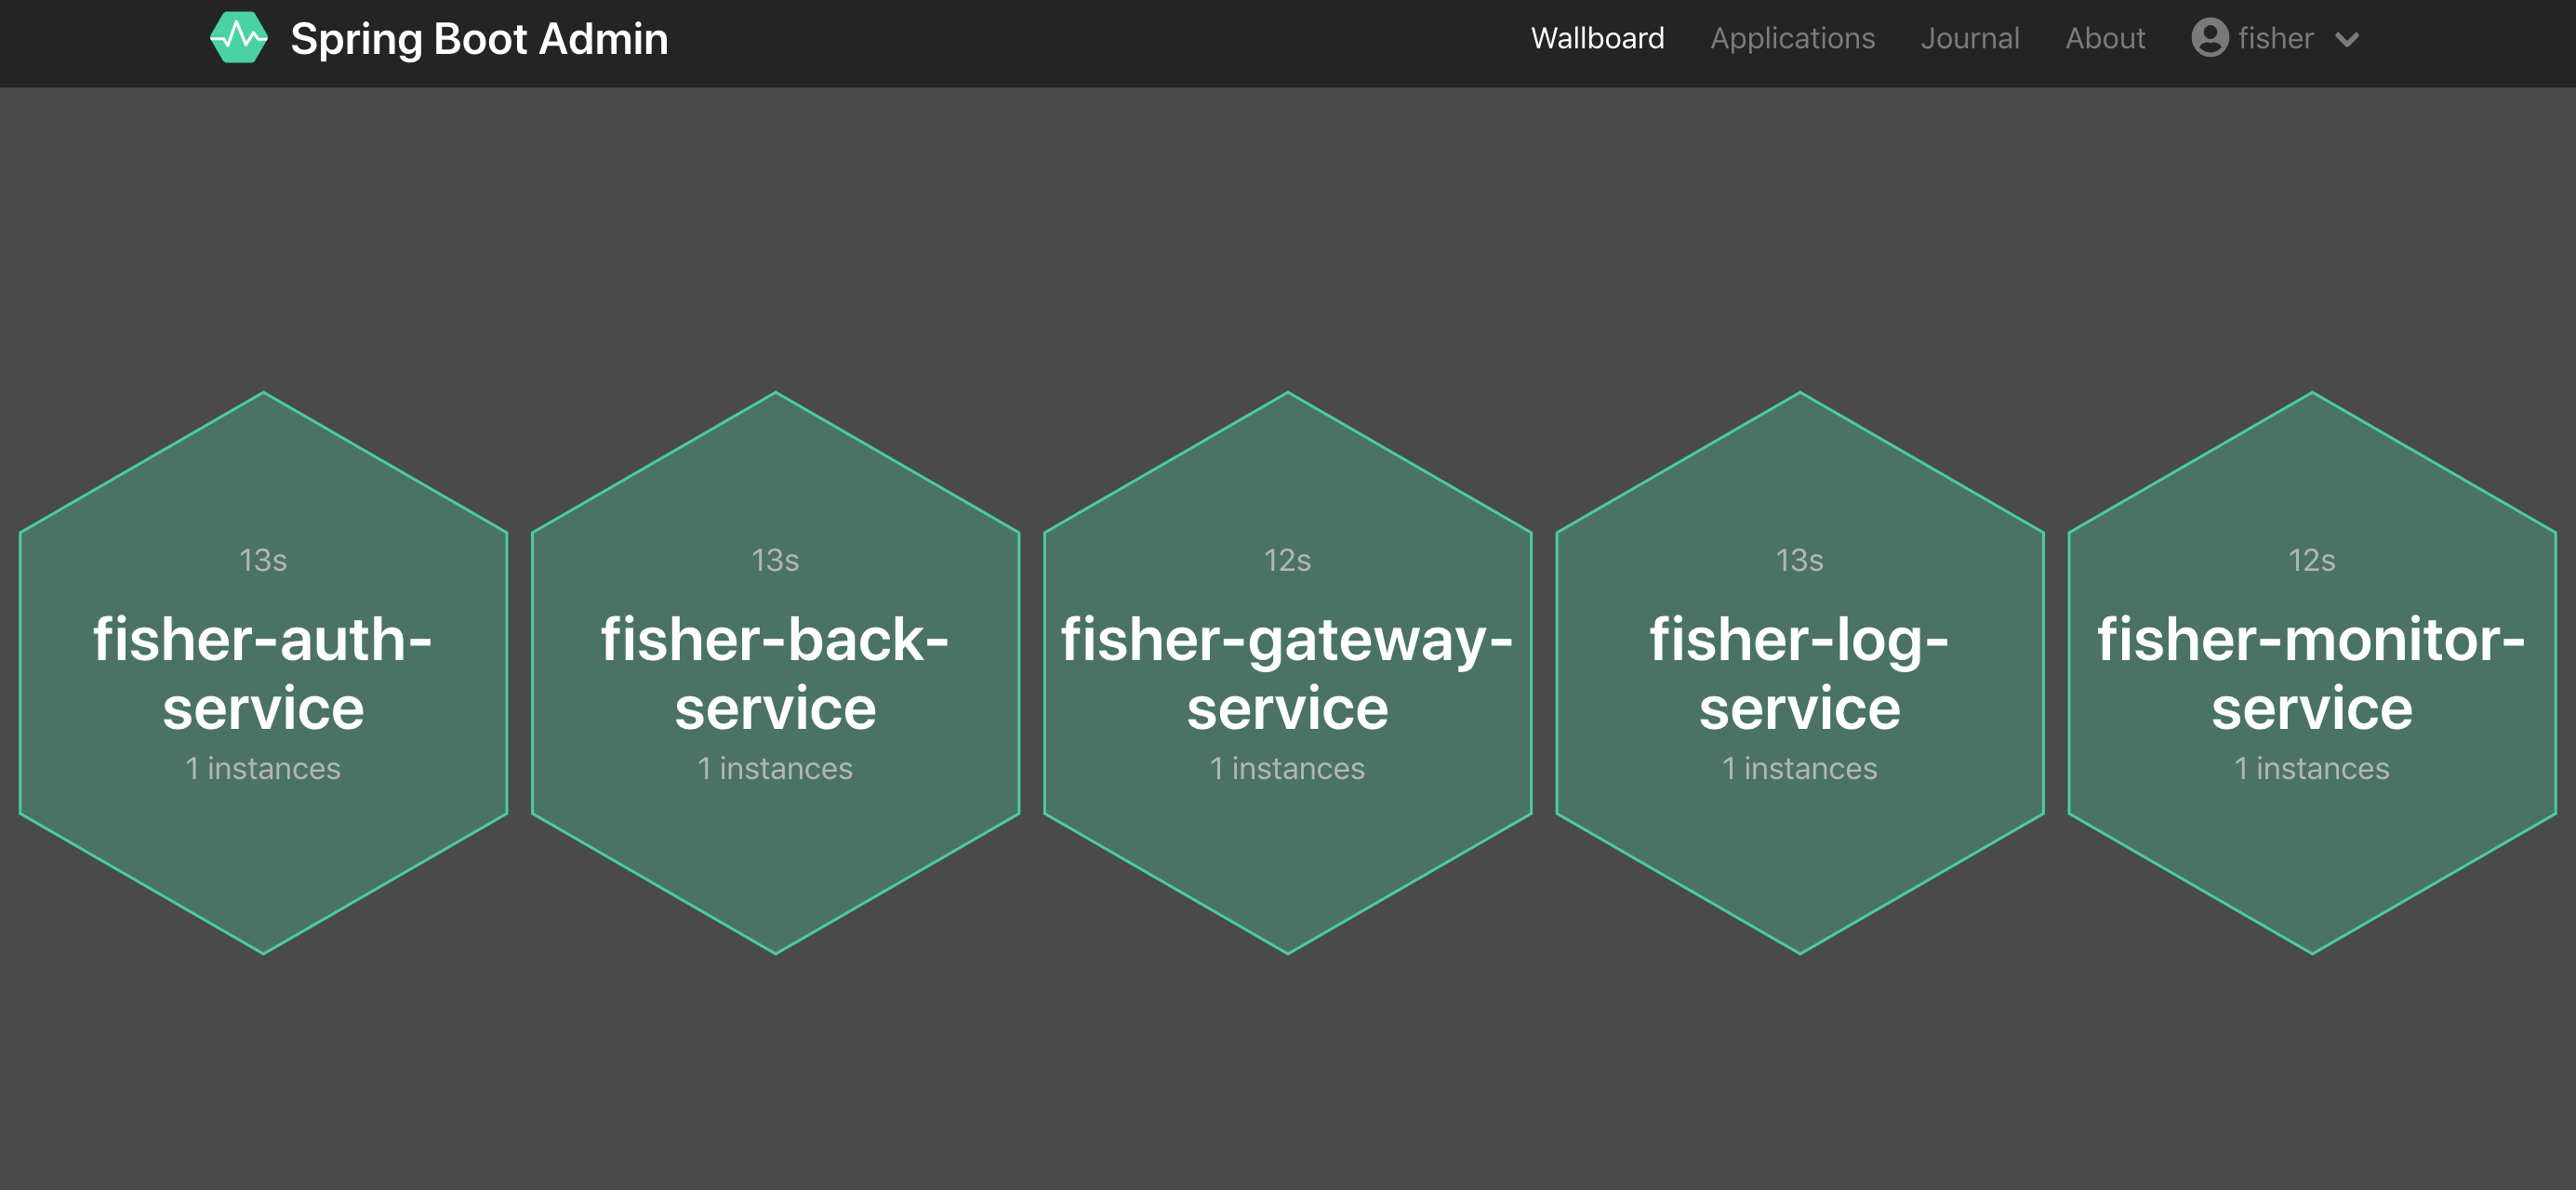 Spring Boot Admin
Wallboard Applications Journal About fisher
13s
fisher-auth-
service
1 instances
13s
fisher-back-
service
1 instances
12s
fisher-gateway-
service
1 instances
13s
fisher-log-
service
1 instances
12s
fisher-monitor-
service
1 instances